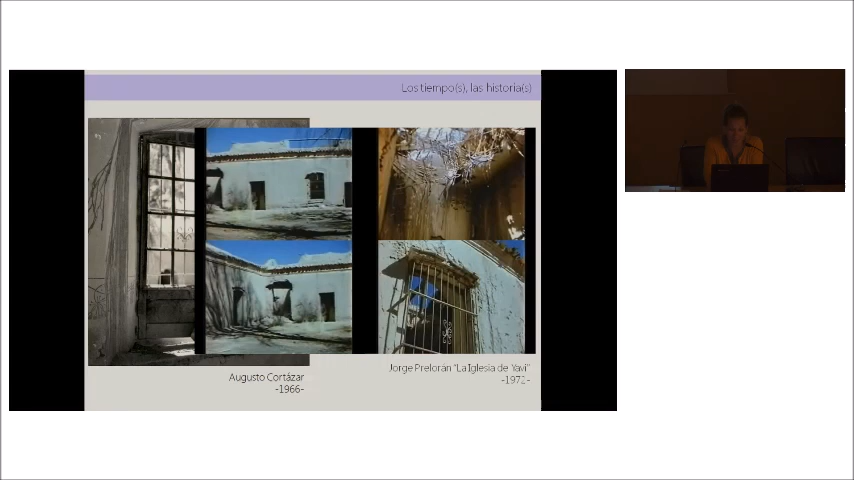 Los tiempo(s), las historia(s)
Augusto Cortázar
-1966-
Jorge Prelorán "La Iglesia de Yavi"
-1972-